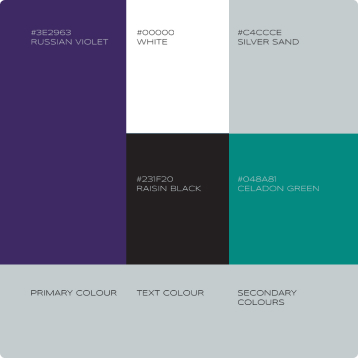 #3E2963
RUSSIAN VIOLET
#00000
WHITE
#C4CCCE
SILVER SAND
#231F20
RAISIN BLACK
#048A81
CELADON GREEN
PRIMARY COLOUR
TEXT COLOUR
SECONDARY
COLOURS